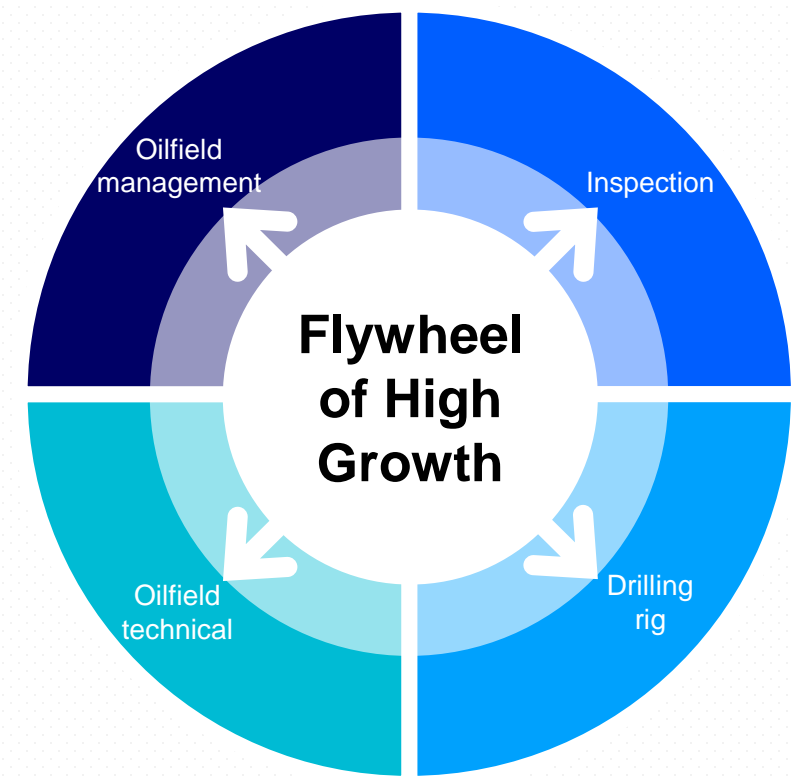 Oilfield
management
Inspection
Flywheel
of High
Growth
Oilfield
technical
Drilling
rig